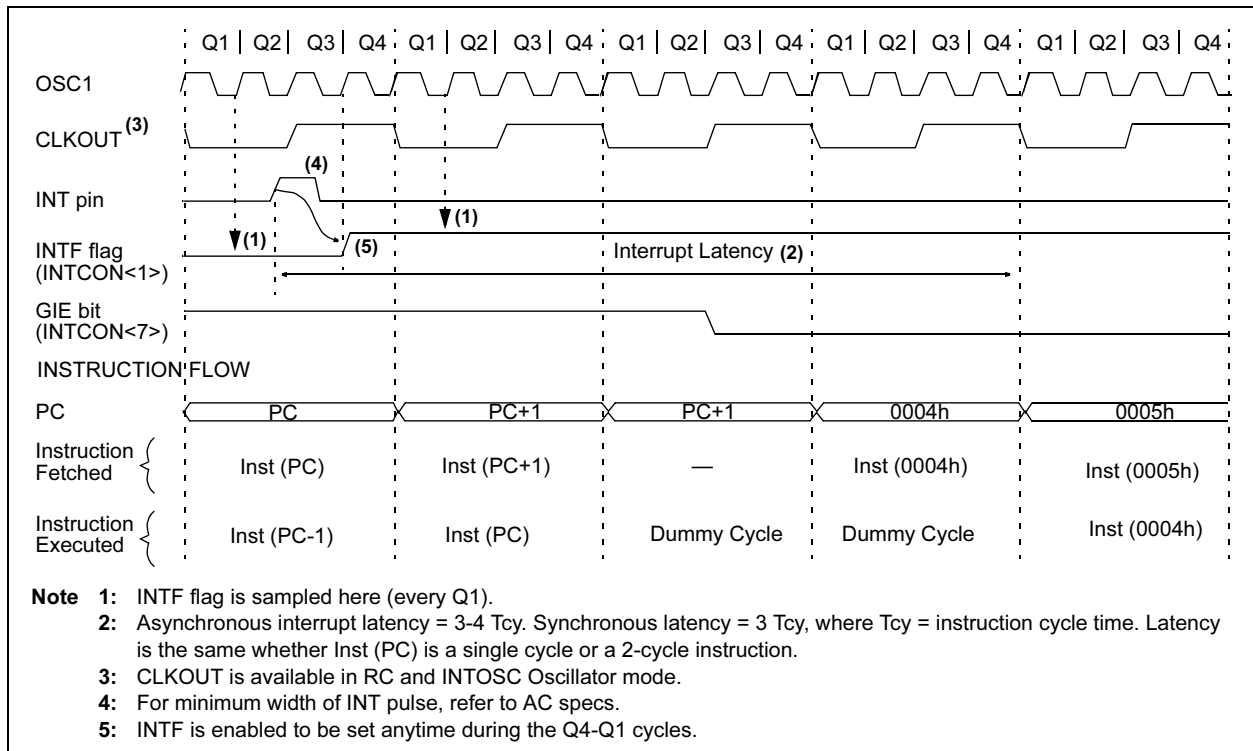 Q1 | Q2 | Q3 | Q4 Q1 | Q2 | Q3 | Q4 Q1 | Q2 | Q3 | Q4 Q1 | Q2 | Q3 | Q4 Q1 | Q2 | Q3 | Q4
OSC1
CLKOUT (3)
(4)
INT pin
(1) (1)
INTF flag
(INTCON<1>)
(5) Interrupt Latency (2)
GIE bit
(INTCON<7>)
INSTRUCTION FLOW
PC PC PC+1 PC+1 0004h 0005h
Instruction
Fetched
Inst (PC) Inst (PC+1) — Inst (0004h) Inst (0005h)
Instruction
Executed
Inst (PC-1) Inst (PC) Dummy Cycle Dummy Cycle Inst (0004h)
Note 1: INTF flag is sampled here (every Q1).
2: Asynchronous interrupt latency = 3-4 Tcy. Synchronous latency = 3 Tcy, where Tcy = instruction cycle time. Latency
is the same whether Inst (PC) is a single cycle or a 2-cycle instruction.
3: CLKOUT is available in RC and INTOSC Oscillator mode.
4: For minimum width of INT pulse, refer to AC specs.
5: INTF is enabled to be set anytime during the Q4-Q1 cycles.